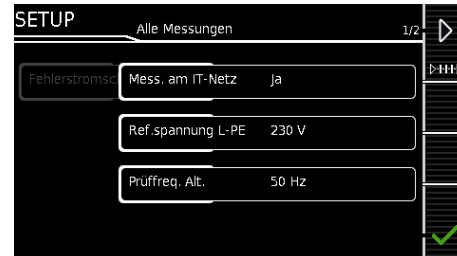 SETUP
Alle Messungen
1/2
Fehlerstromsc
Mess. am IT-Netz Ja
Ref.spannung L-PE 230 V
Prüffreq. Alt. 50 Hz